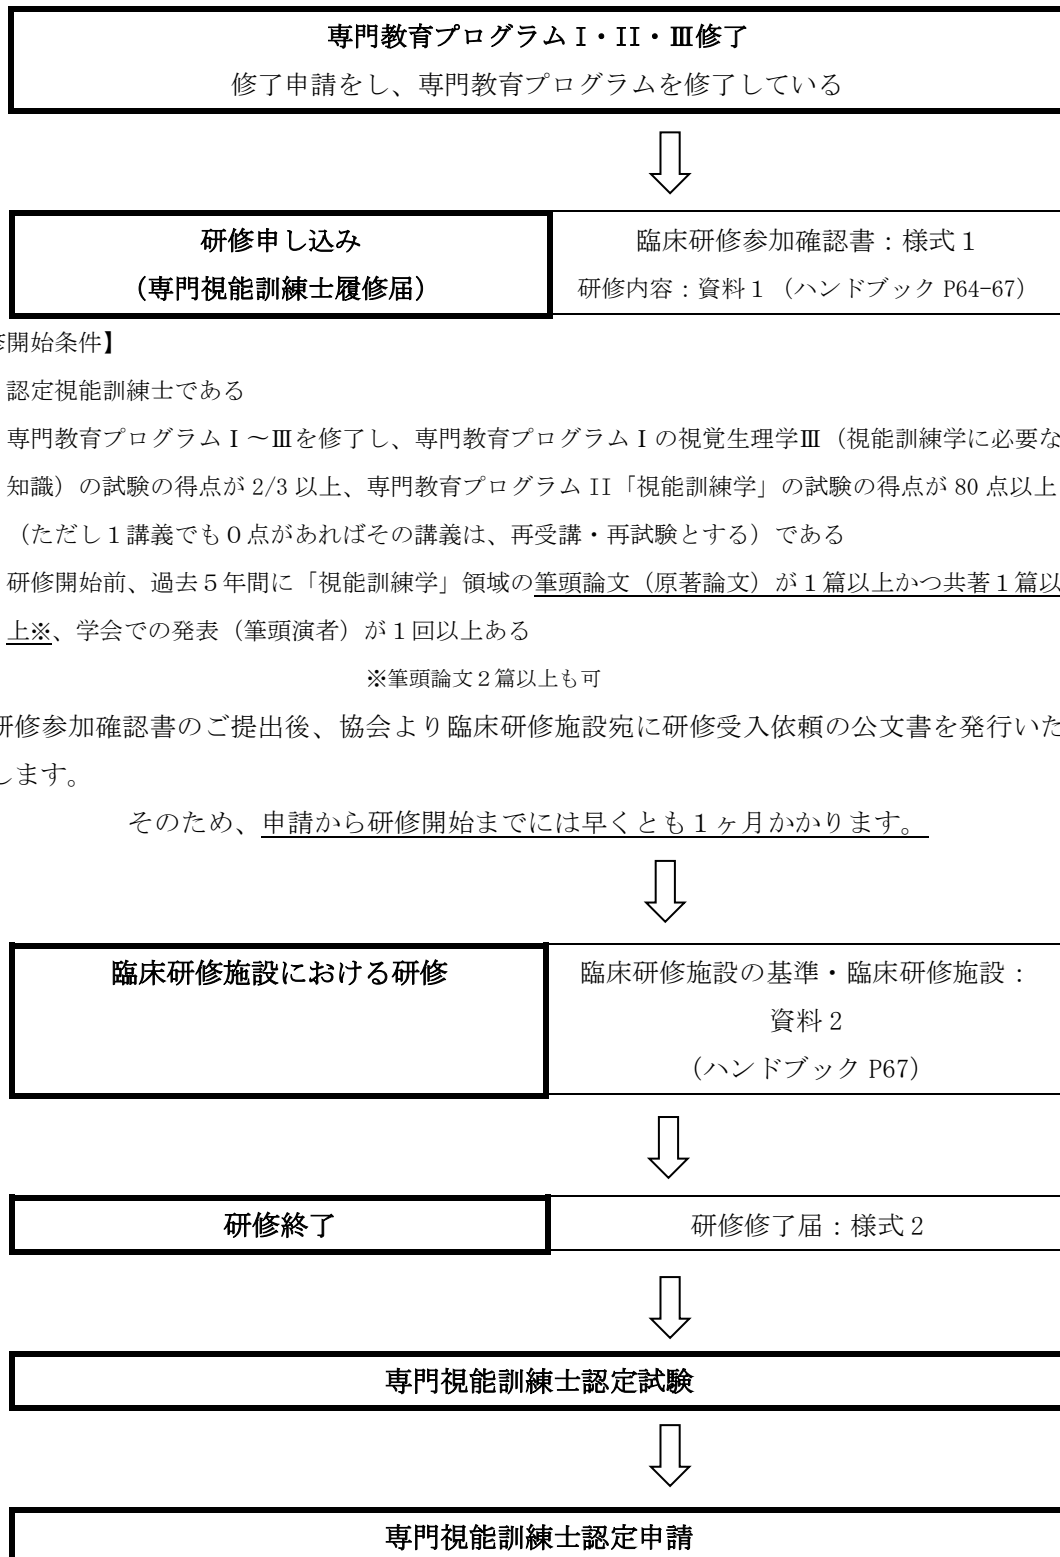 専門教育プログラム I・II・Ⅲ修了
修了申請をし、専門教育プログラムを修了している
研修申し込み
（専門視能訓練士履修届）
臨床研修参加確認書：様式１
研修内容：資料１（ハンドブック P64-67）
開始条件】
認定視能訓練士である
専門教育プログラムⅠ～Ⅲを修了し、専門教育プログラムⅠの視覚生理学Ⅲ（視能訓練学に必要な
知識）の試験の得点が 2/3 以上、専門教育プログラム II「視能訓練学」の試験の得点が 80 点以上
（ただし１講義でも０点があればその講義は、再受講・再試験とする）である
研修開始前、過去５年間に「視能訓練学」領域の筆頭論文（原著論文）が１篇以上かつ共著１篇以
上※、学会での発表（筆頭演者）が１回以上ある
※筆頭論文２篇以上も可
研修参加確認書のご提出後、協会より臨床研修施設宛に研修受入依頼の公文書を発行いた
します。
そのため、申請から研修開始までには早くとも１ヶ月かかります。
臨床研修施設における研修
臨床研修施設の基準・臨床研修施設：
資料 2
（ハンドブック P67）
研修終了
研修修了届：様式 2
専門視能訓練士認定試験
専門視能訓練士認定申請